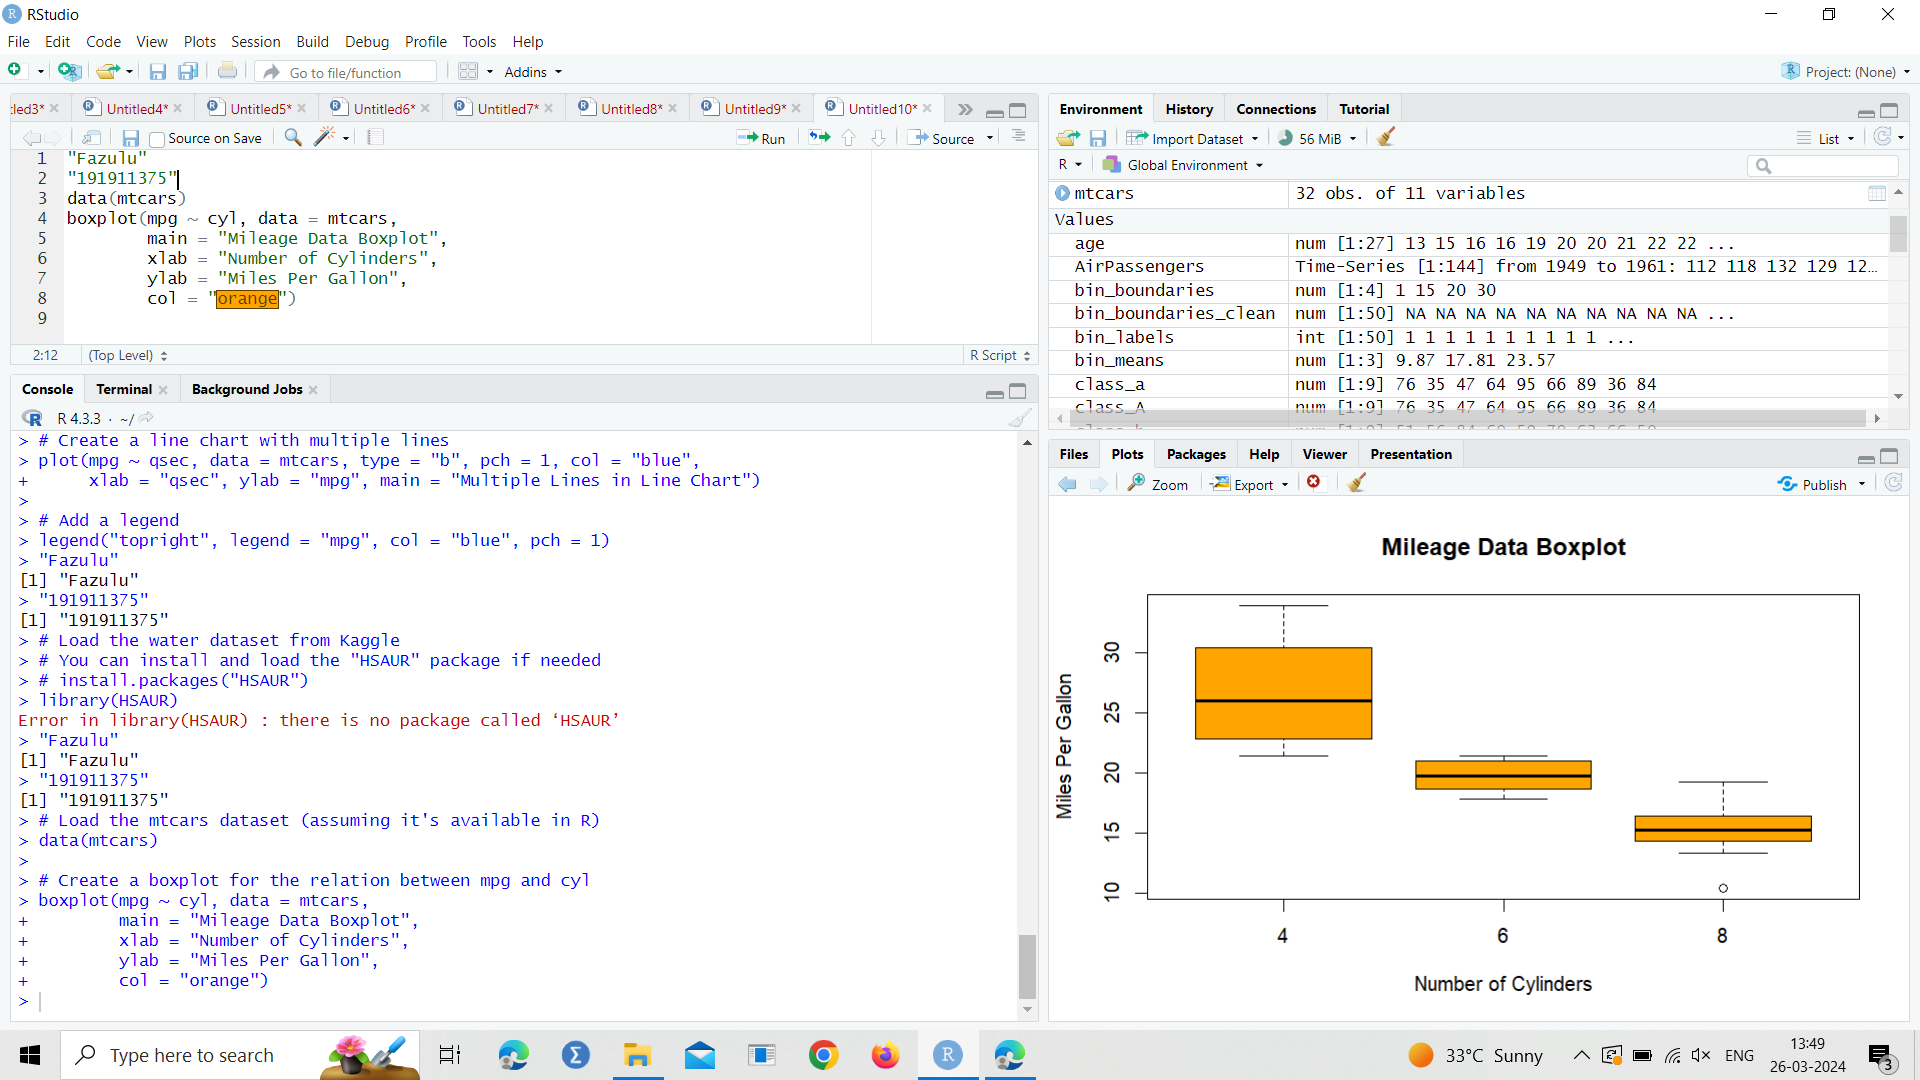 RStudio
File Edit Code View Plots Session Build Debug Profile Tools Help
Go to file/function Addins Project: (None)
:led3* Untitled4* Untitled5* Untitled6* Untitled7* Untitled8* Untitled9* Untitled10*
Source on Save Run Source
1 "Fazulu"
2 "191911375"
3 data(mtcars)
4 boxplot(mpg ~ cyl, data = mtcars,
5 main = "Mileage Data Boxplot",
6 xlab = "Number of Cylinders",
7 ylab = "Miles Per Gallon",
8 col = "orange")
9
2:12 (Top Level) R Script
Console Terminal Background Jobs
R 4.3.3 · ~/
> # Create a line chart with multiple lines
> plot(mpg ~ qsec, data = mtcars, type = "b", pch = 1, col = "blue",
+ xlab = "qsec", ylab = "mpg", main = "Multiple Lines in Line Chart")
>
> # Add a legend
> legend("topright", legend = "mpg", col = "blue", pch = 1)
> "Fazulu"
[1] "Fazulu"
> "191911375"
[1] "191911375"
> # Load the water dataset from Kaggle
> # You can install and load the "HSAUR" package if needed
> # install.packages("HSAUR")
> library(HSAUR)
Error in library(HSAUR) : there is no package called ‘HSAUR’
> "Fazulu"
[1] "Fazulu"
> "191911375"
[1] "191911375"
> # Load the mtcars dataset (assuming it's available in R)
> data(mtcars)
>
> # Create a boxplot for the relation between mpg and cyl
> boxplot(mpg ~ cyl, data = mtcars,
+ main = "Mileage Data Boxplot",
+ xlab = "Number of Cylinders",
+ ylab = "Miles Per Gallon",
+ col = "orange")
>
Environment History Connections Tutorial
Import Dataset 56 MiB List
R Global Environment
mtcars 32 obs. of 11 variables
Values
age num [1:27] 13 15 16 16 19 20 20 21 22 22 ...
AirPassengers Time-Series [1:144] from 1949 to 1961: 112 118 132 129 12…
bin_boundaries num [1:4] 1 15 20 30
bin_boundaries_clean num [1:50] NA NA NA NA NA NA NA NA NA NA ...
bin_labels int [1:50] 1 1 1 1 1 1 1 1 1 1 ...
bin_means num [1:3] 9.87 17.81 23.57
class_a num [1:9] 76 35 47 64 95 66 89 36 84
class_A num [1:9] 76 35 47 64 95 66 89 36 84
Files Plots Packages Help Viewer Presentation
Zoom Export Publish
Mileage Data Boxplot
Miles Per Gallon
30
25
20
15
10
4 6 8
Number of Cylinders
Type here to search
33°C Sunny
ENG
13:49
26-03-2024
3